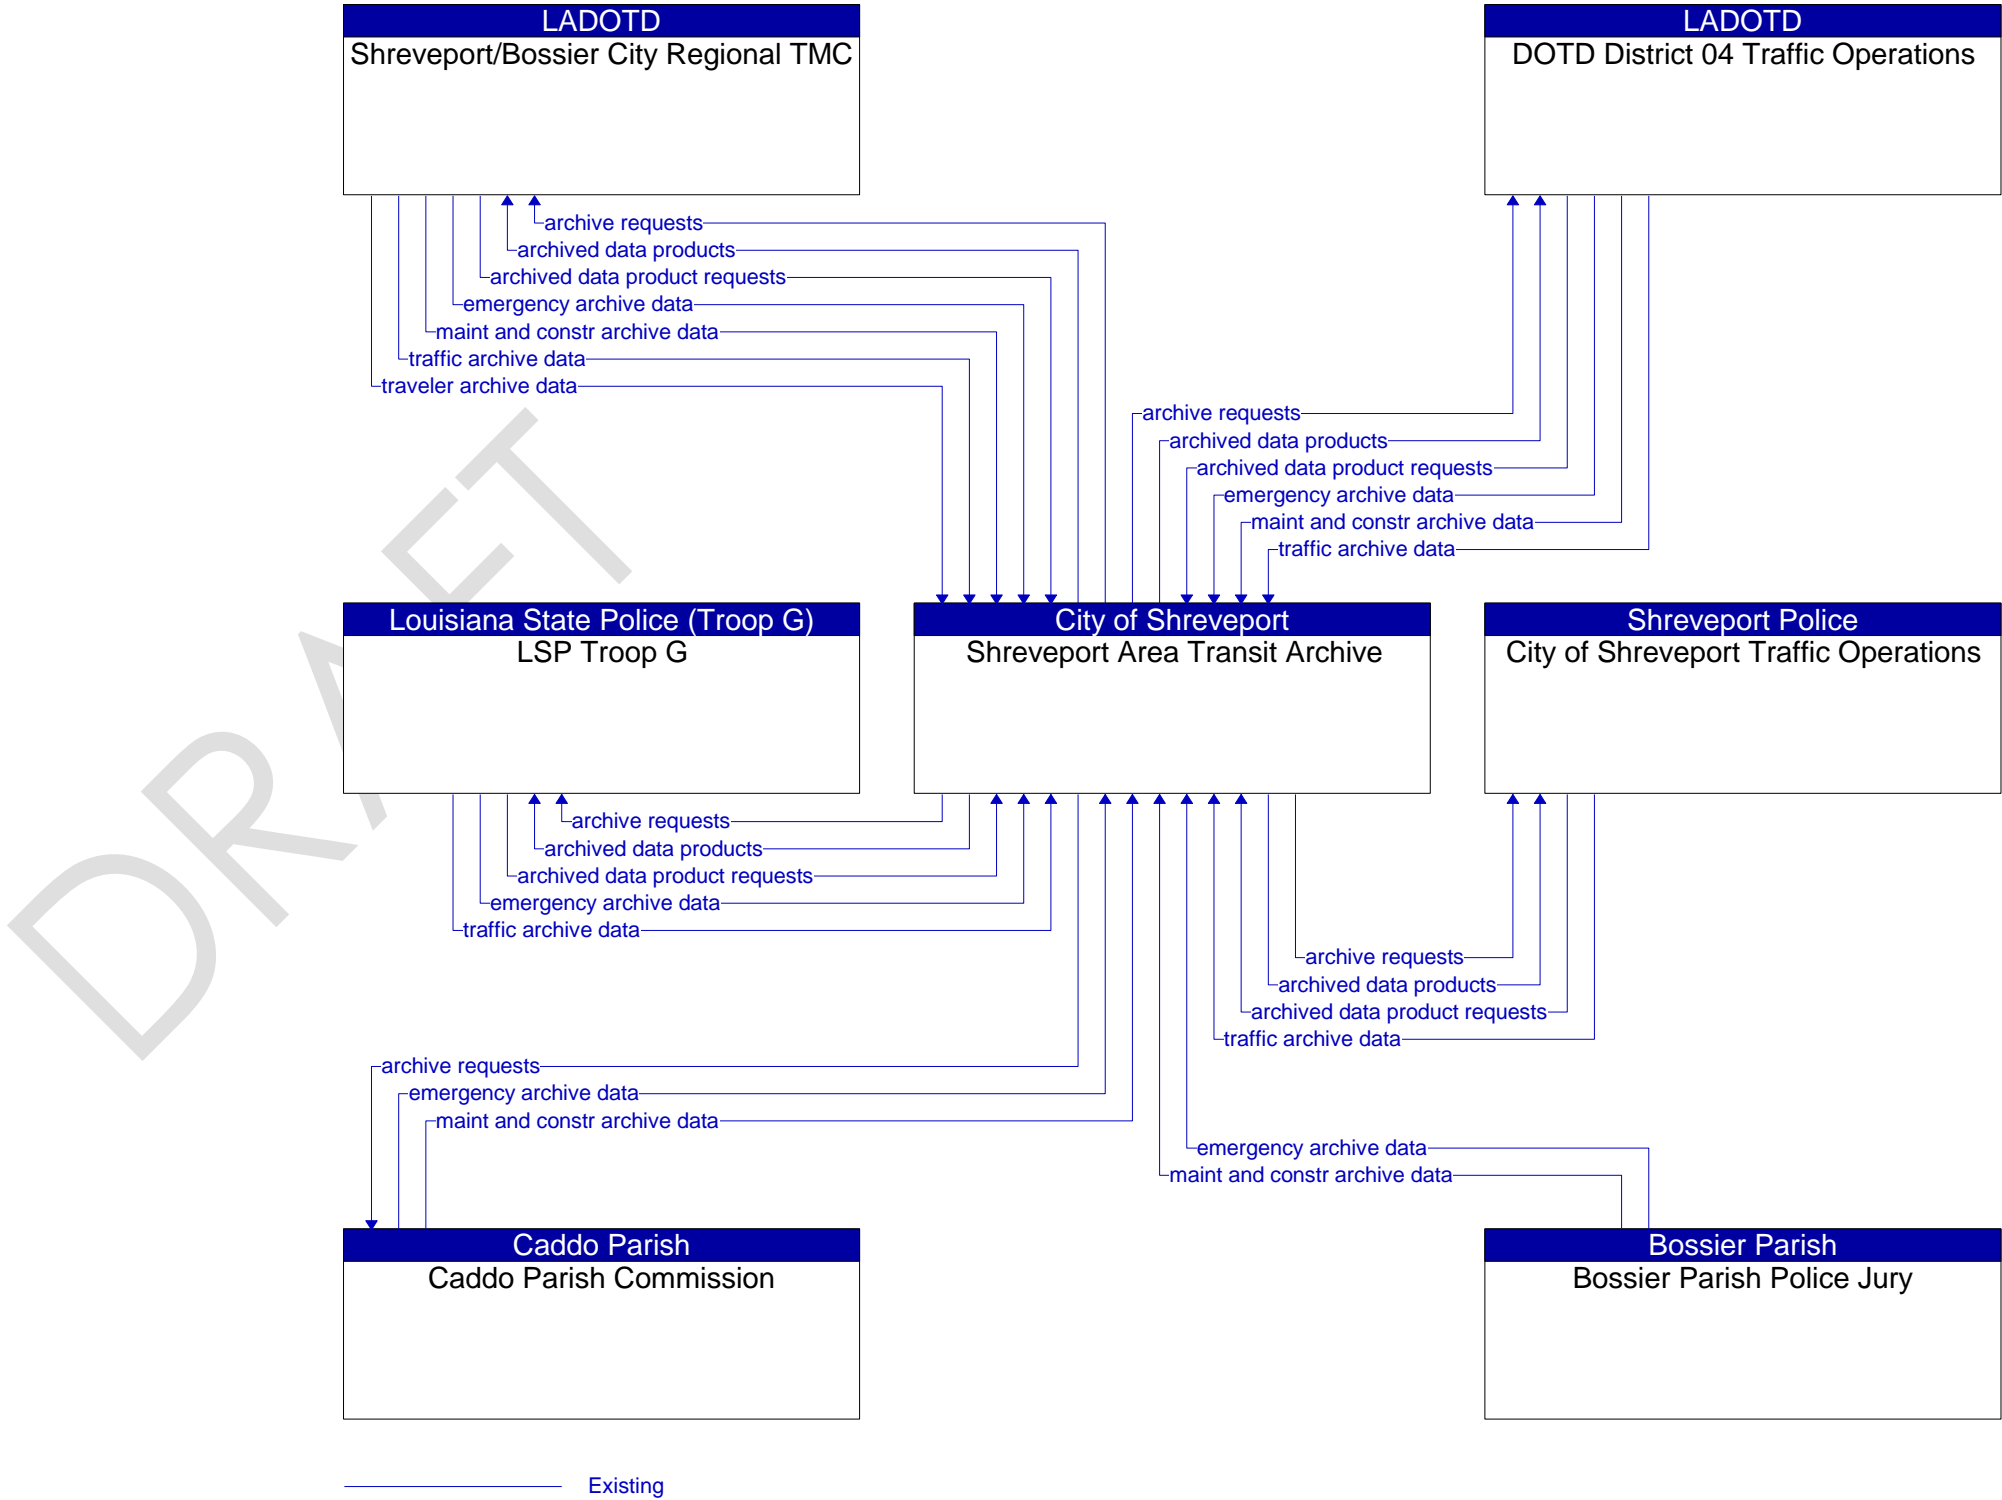 LADOTD
Shreveport/Bossier City Regional TMC
LADOTD
DOTD District 04 Traffic Operations
archive requests
archived data products
archived data product requests
emergency archive data
maint and constr archive data
traffic archive data
traveler archive data
archive requests
archived data products
archived data product requests
emergency archive data
maint and constr archive data
traffic archive data
DRAFT
Louisiana State Police (Troop G)
LSP Troop G
City of Shreveport
Shreveport Area Transit Archive
Shreveport Police
City of Shreveport Traffic Operations
archive requests
archived data products
archived data product requests
emergency archive data
traffic archive data
archive requests
archived data products
archived data product requests
traffic archive data
archive requests
emergency archive data
maint and constr archive data
emergency archive data
maint and constr archive data
Caddo Parish
Caddo Parish Commission
Bossier Parish
Bossier Parish Police Jury
Existing